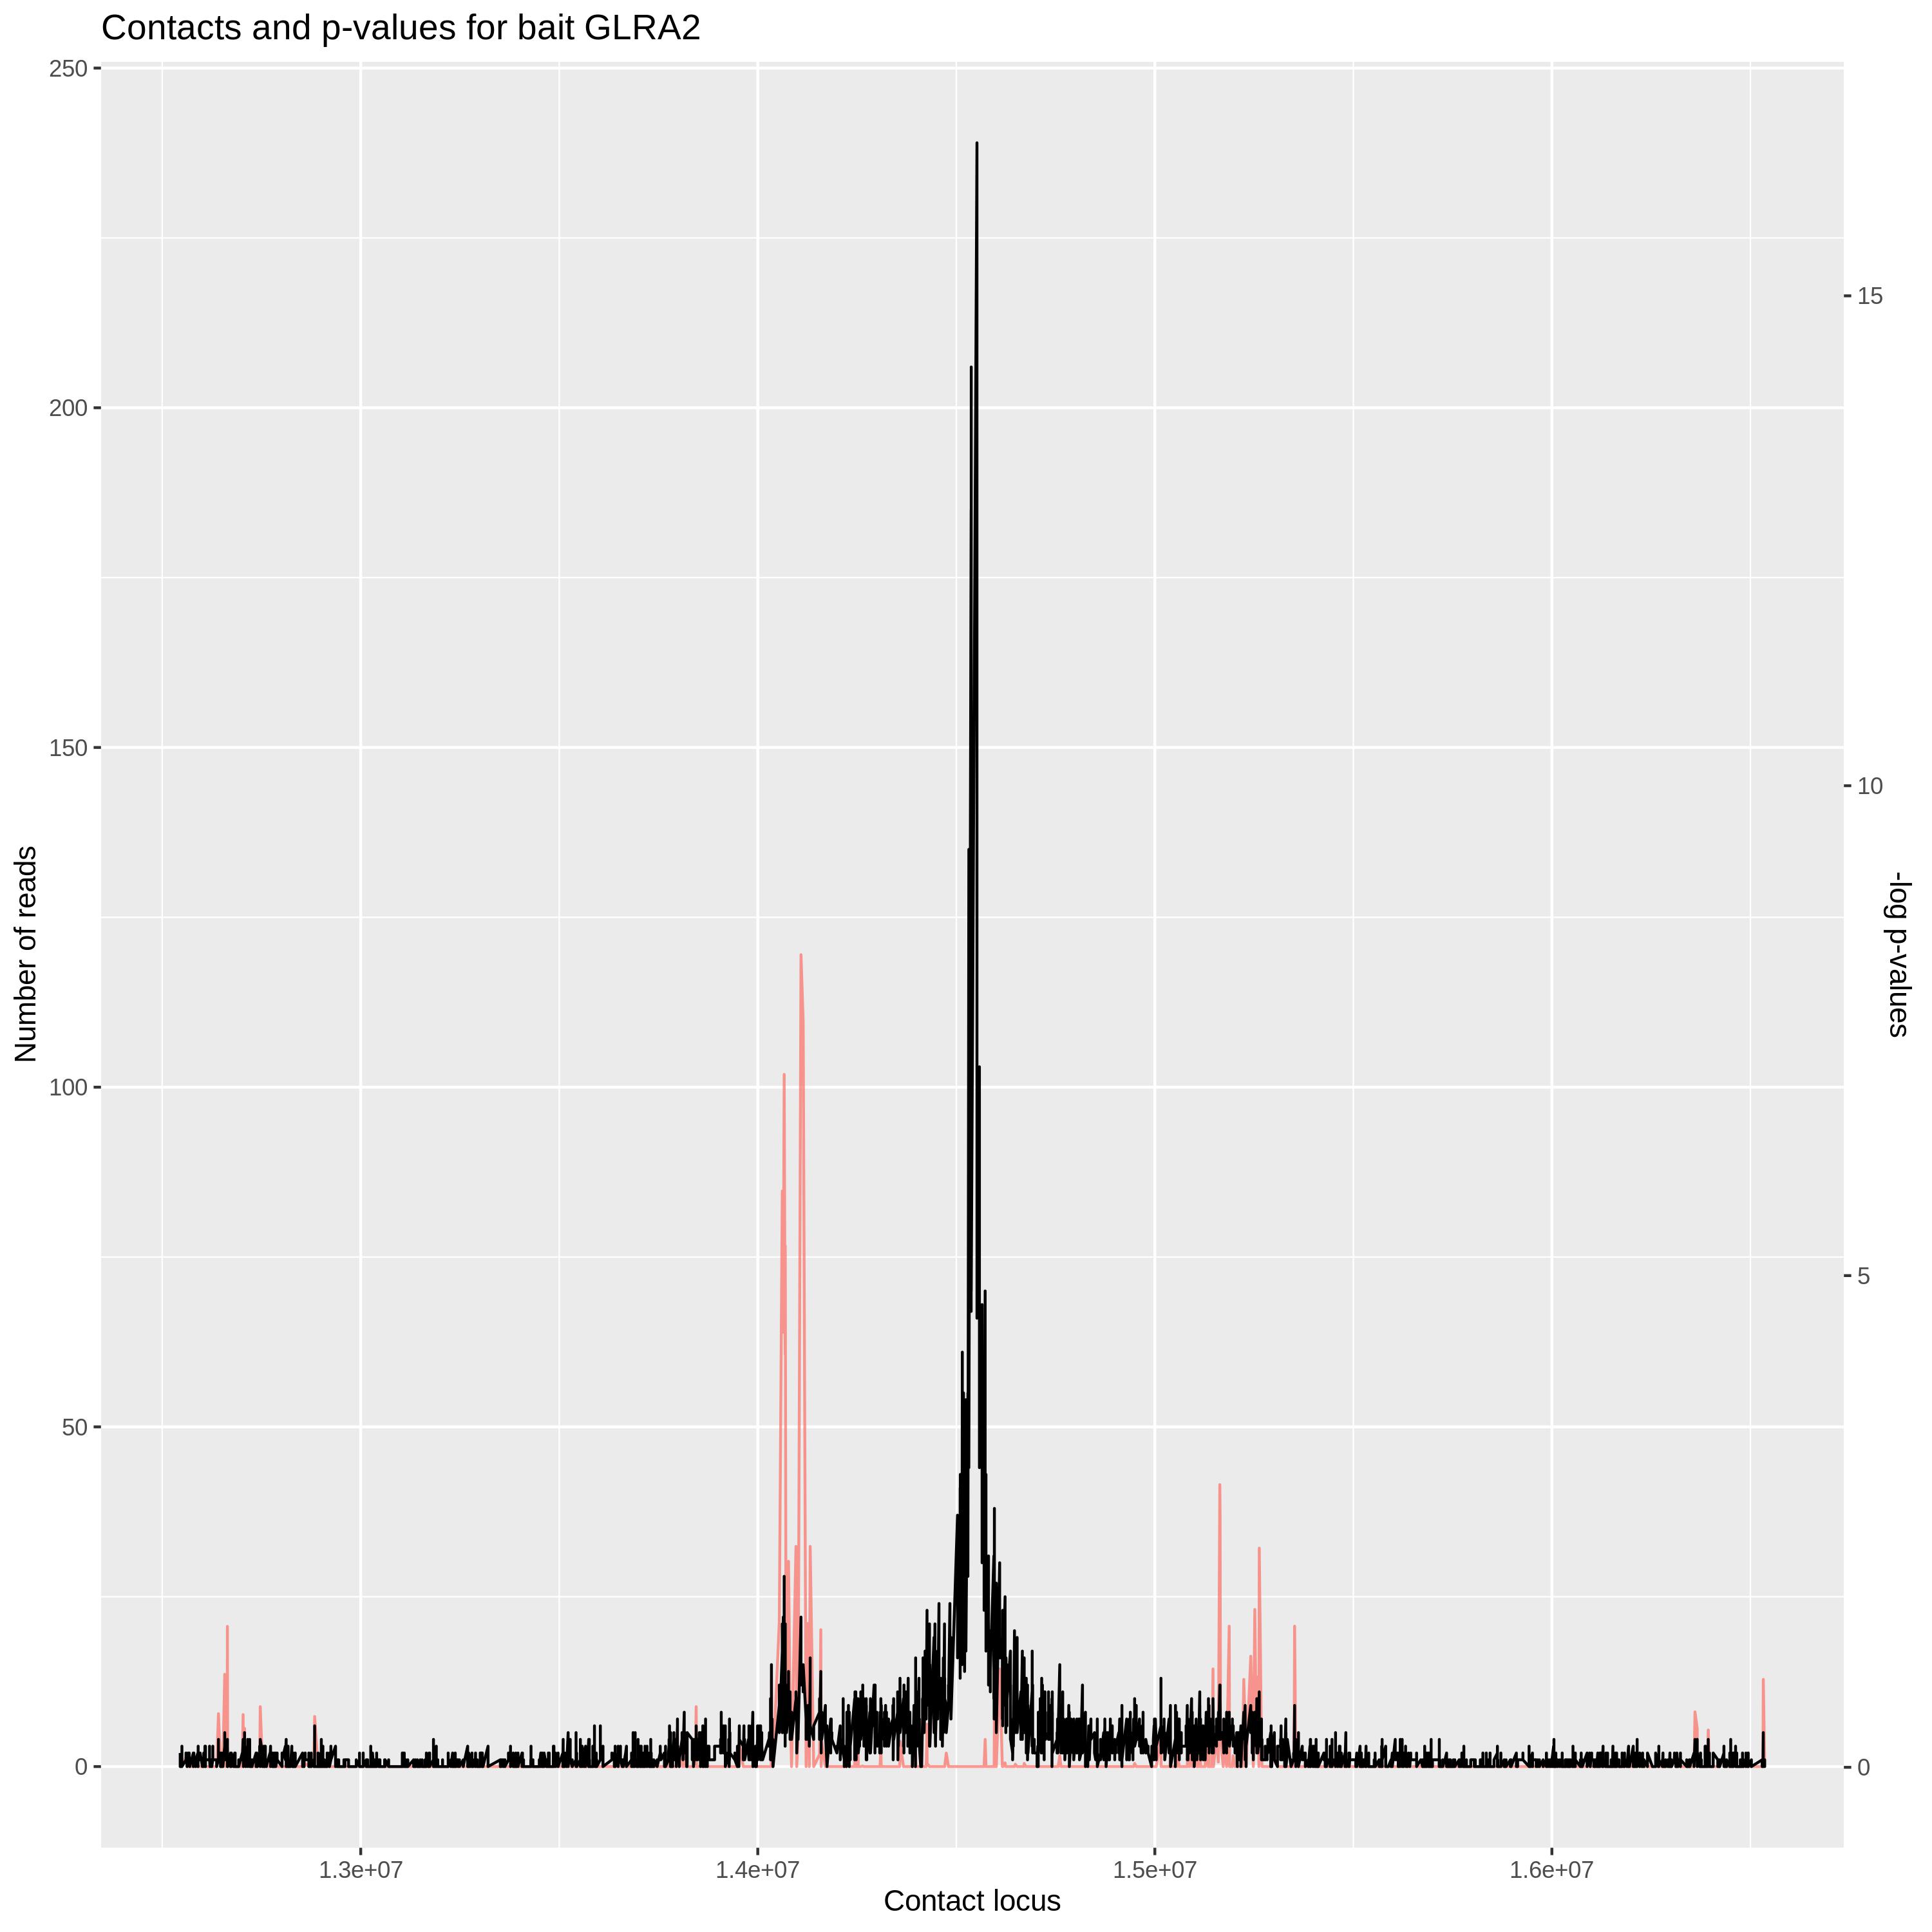 Contacts and p-values for bait GLRA2
250
200
150
100
50
0
Number of reads
15
10
5
0
-log p-values
1.3e+07
1.4e+07
1.5e+07
1.6e+07
Contact locus